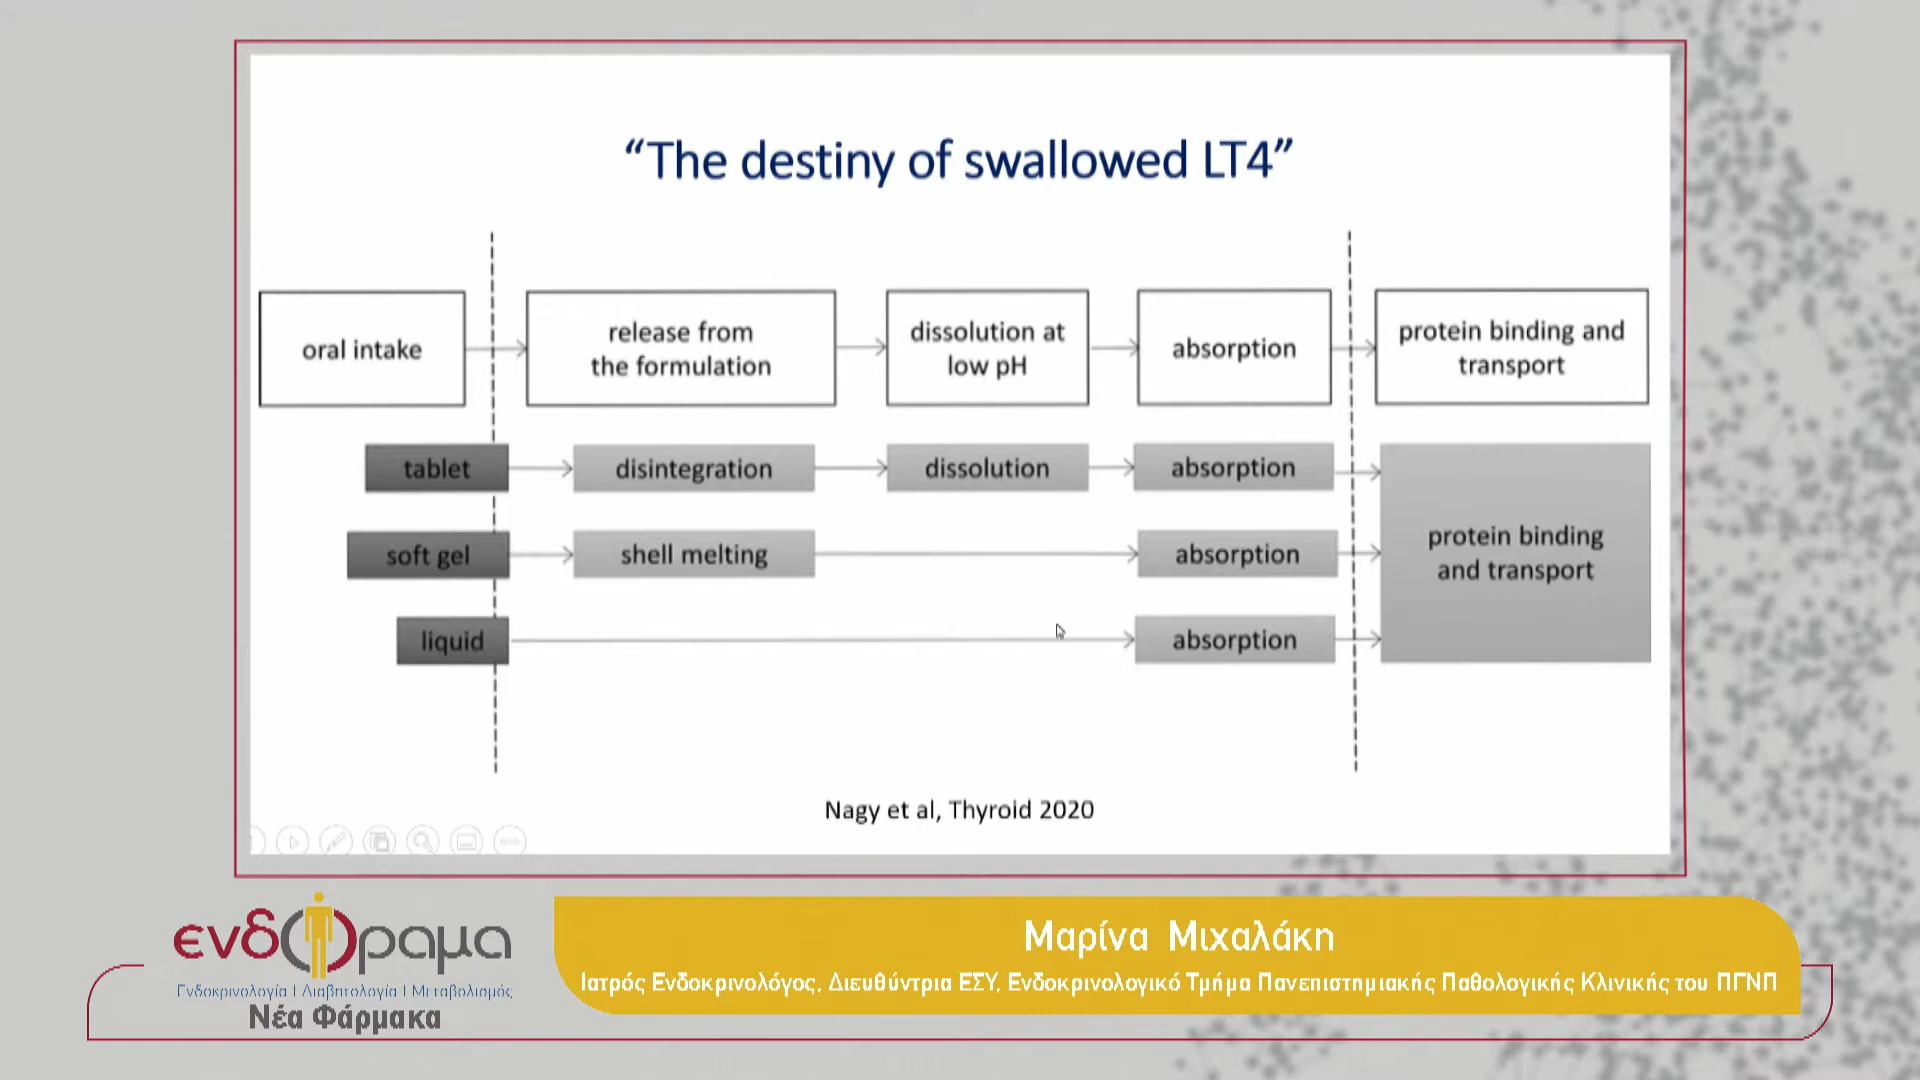 “The destiny of swallowed LT4”
oral intake
release from
the formulation
dissolution at
low pH
absorption
protein binding and
transport
tablet
disintegration
dissolution
absorption
soft gel
shell melting
absorption
liquid
absorption
protein binding
and transport
Nagy et al, Thyroid 2020
ενδόραμα
Ενδοκρινολογία | Διαβητολογία | Μεταβολισμός
Νέα Φάρμακα
Μαρίνα Μιχαλάκη
Ιατρός Ενδοκρινολόγος, Διευθύντρια ΕΣΥ, Ενδοκρινολογικό Τμήμα Πανεπιστημιακής Παθολογικής Κλινικής του ΠΓΝΠ